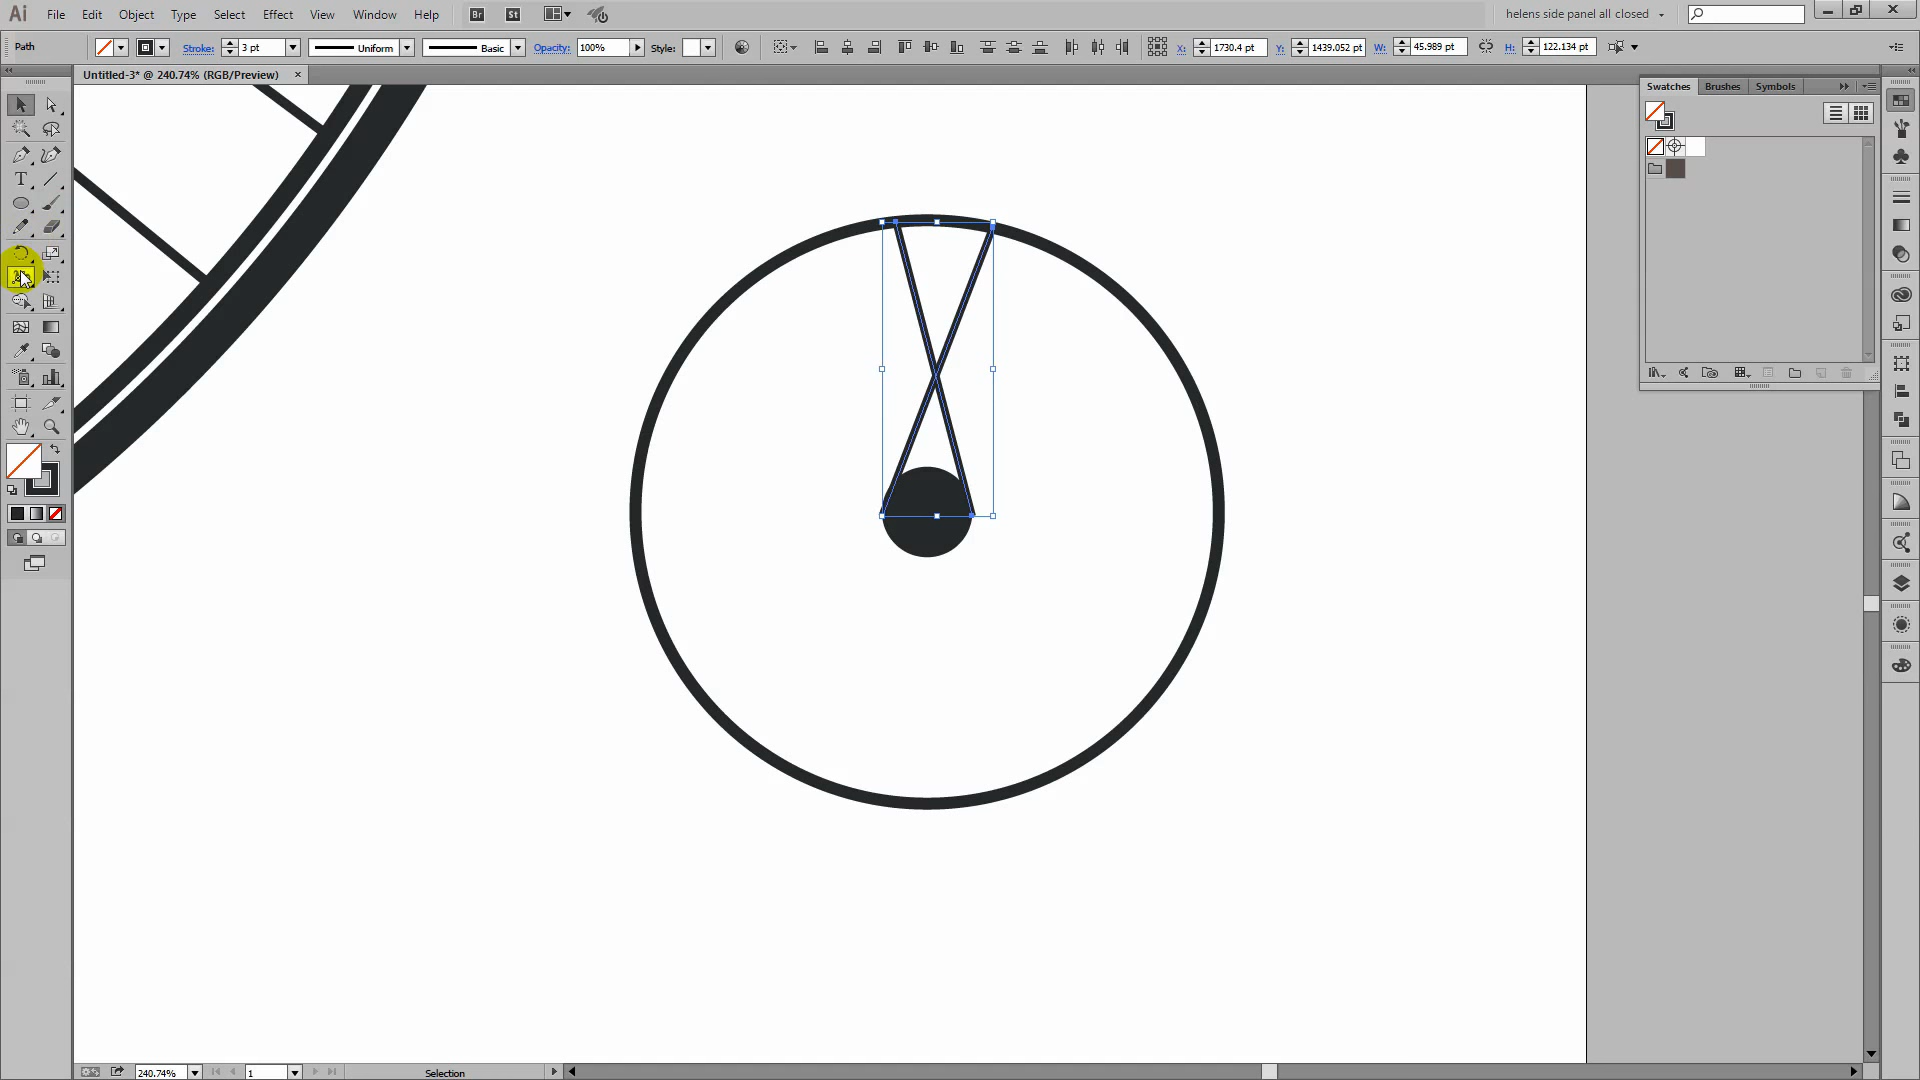 Ai File Edit Object Type Select Effect View Window Help Br St helens side panel all closed
Path Stroke: 3 pt Uniform Basic Opacity: 100% Style: X: 1730.4 pt Y: 1439.052 pt W: 45.989 pt H: 122.134 pt
Untitled-3* @ 240.74% (RGB/Preview) ×
Swatches Brushes Symbols
T
240.74% 1 Selection